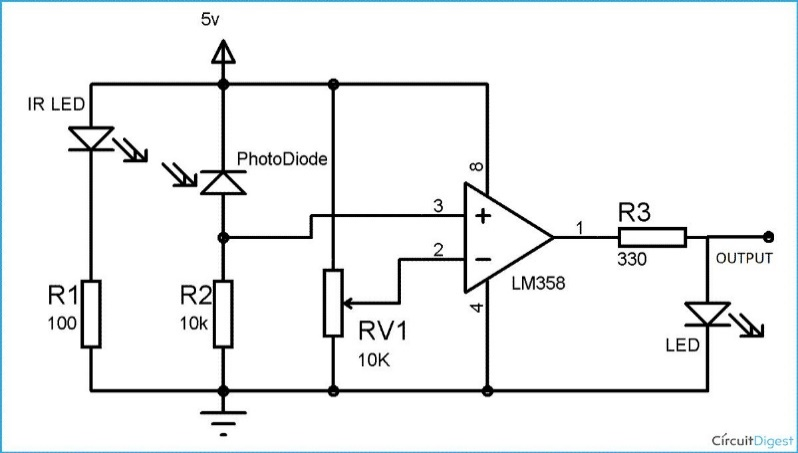 5v
IR LED
PhotoDiode
8
3
2
1
4
LM358
R1
100
R2
10k
RV1
10K
R3
330
OUTPUT
LED
CírcuitDigest